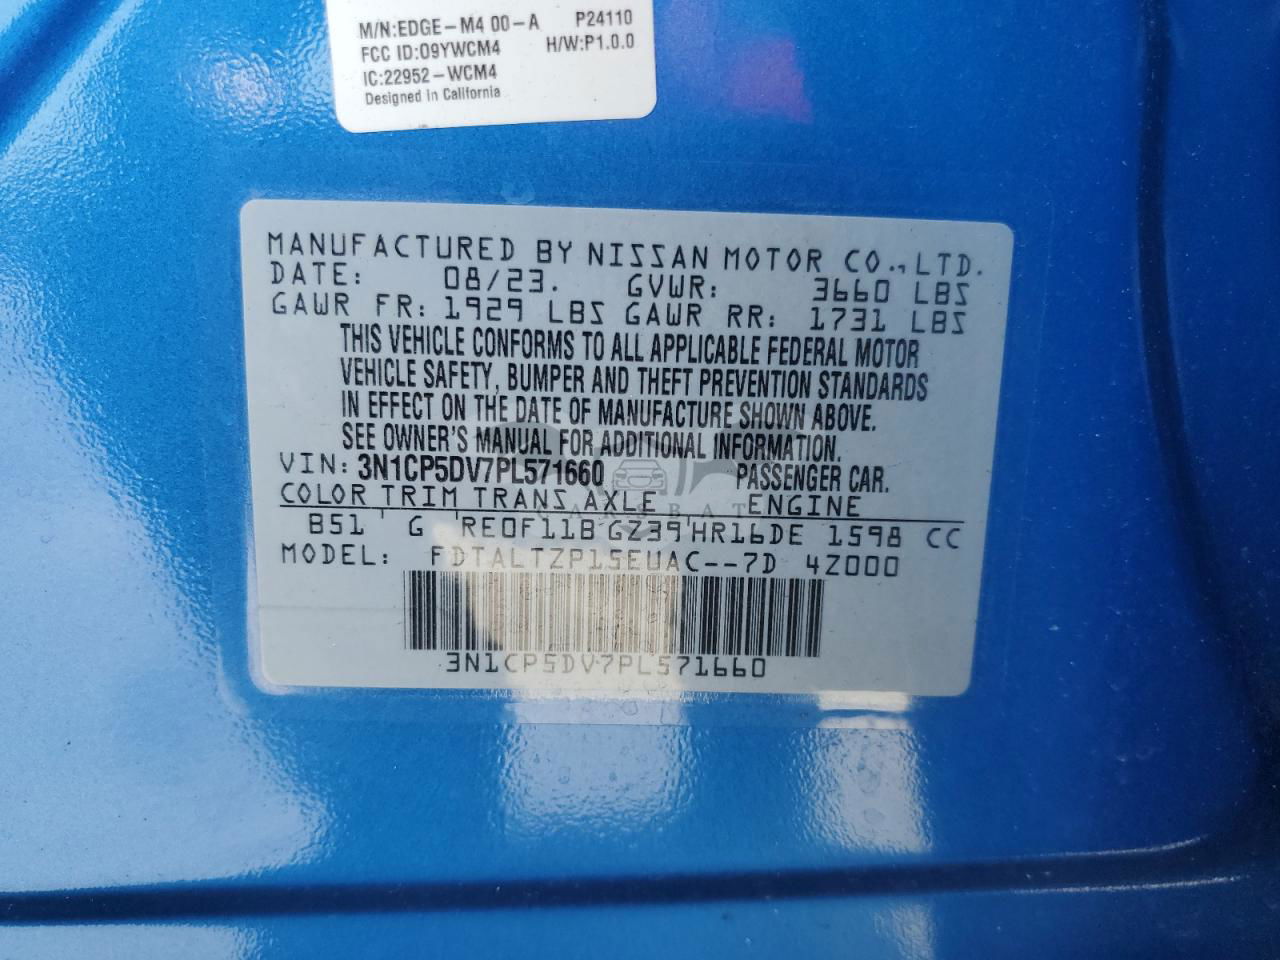 M/N:EDGE-M4 00-A P24110
FCC ID:O9YWCM4 H/W:P1.0.0
IC:22952-WCM4
Designed in California
MANUFACTURED BY NISSAN MOTOR CO.,LTD.
DATE: 08/23. GVWR: 3660 LBS
GAWR FR: 1929 LBS GAWR RR: 1731 LBS
THIS VEHICLE CONFORMS TO ALL APPLICABLE FEDERAL MOTOR
VEHICLE SAFETY, BUMPER AND THEFT PREVENTION STANDARDS
IN EFFECT ON THE DATE OF MANUFACTURE SHOWN ABOVE.
SEE OWNER'S MANUAL FOR ADDITIONAL INFORMATION.
VIN: 3N1CP5DV7PL571660 PASSENGER CAR.
COLOR TRIM TRANS AXLE ENGINE
B51 G RE0F11B GZ39 HR16DE 1598 CC
MODEL: FDTALTZP15EUAC--7D 4Z000
3N1CP5DV7PL571660
CARSBAT